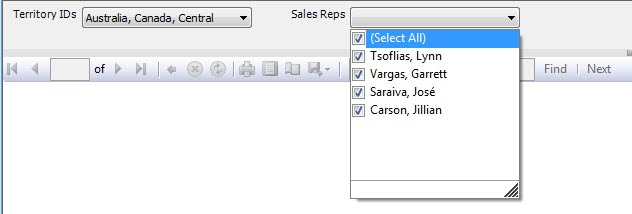 Territory IDs Australia, Canada, Central Sales Reps
(Select All)
Tsoflias, Lynn
Vargas, Garrett
Saraiva, José
Carson, Jillian
of Find | Next